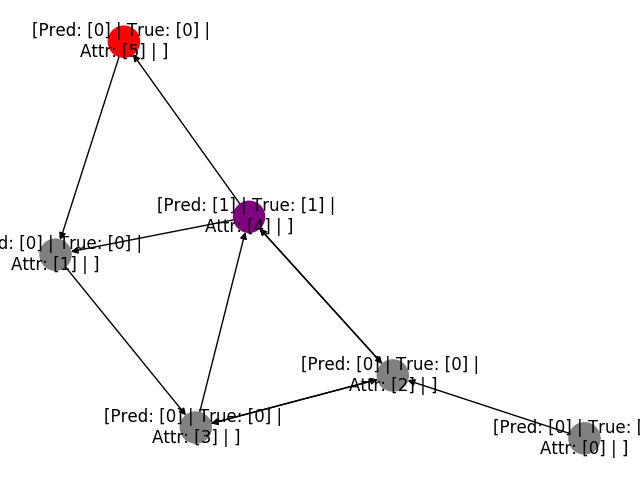 [Pred: [0] | True: [0] |
Attr: [5] | ]
[Pred: [1] | True: [1] |
Attr: [4] | ]
d: [0] | True: [0] |
Attr: [1] | ]
[Pred: [0] | True: [0] |
Attr: [2] | ]
[Pred: [0] | True: [0] |
Attr: [3] | ]
[Pred: [0] | True: [
Attr: [0] | ]